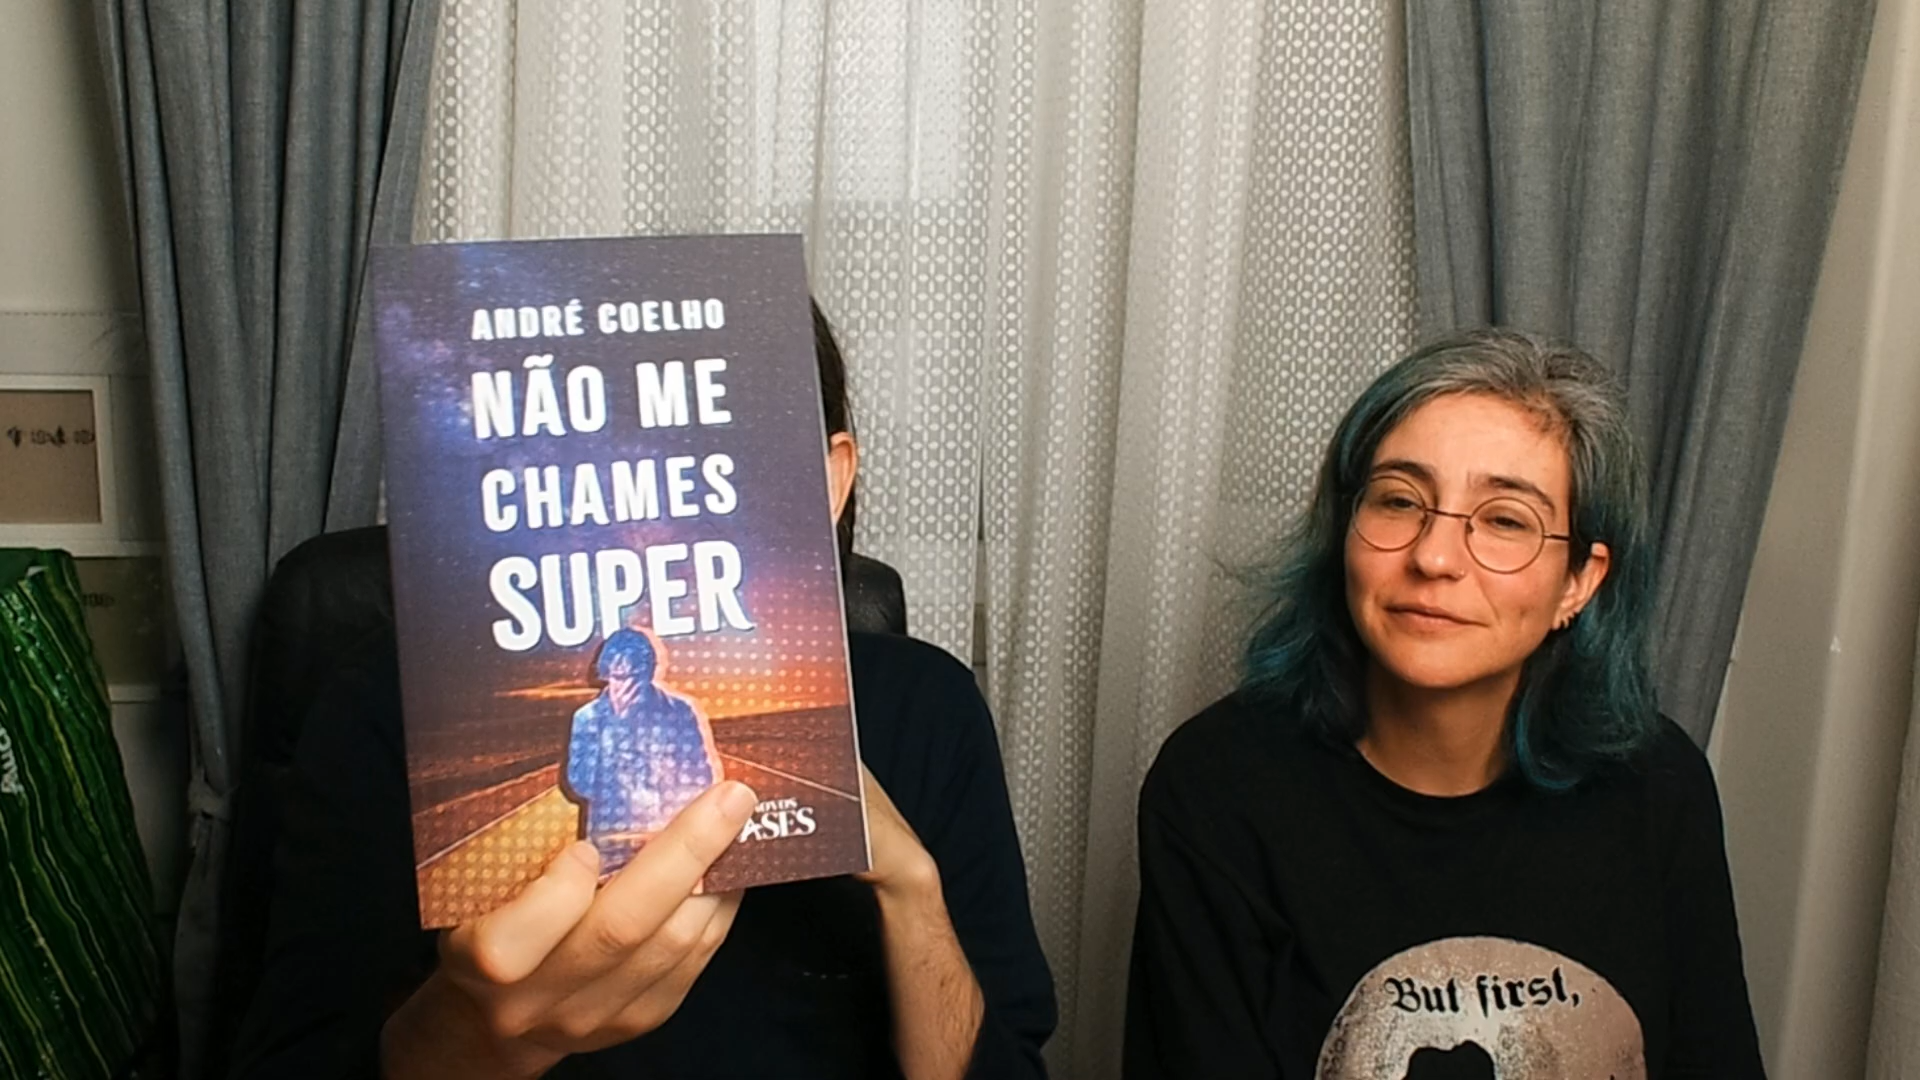 ANDRÉ COELHO
NÃO ME
CHAMES
SUPER
ASES
But first,